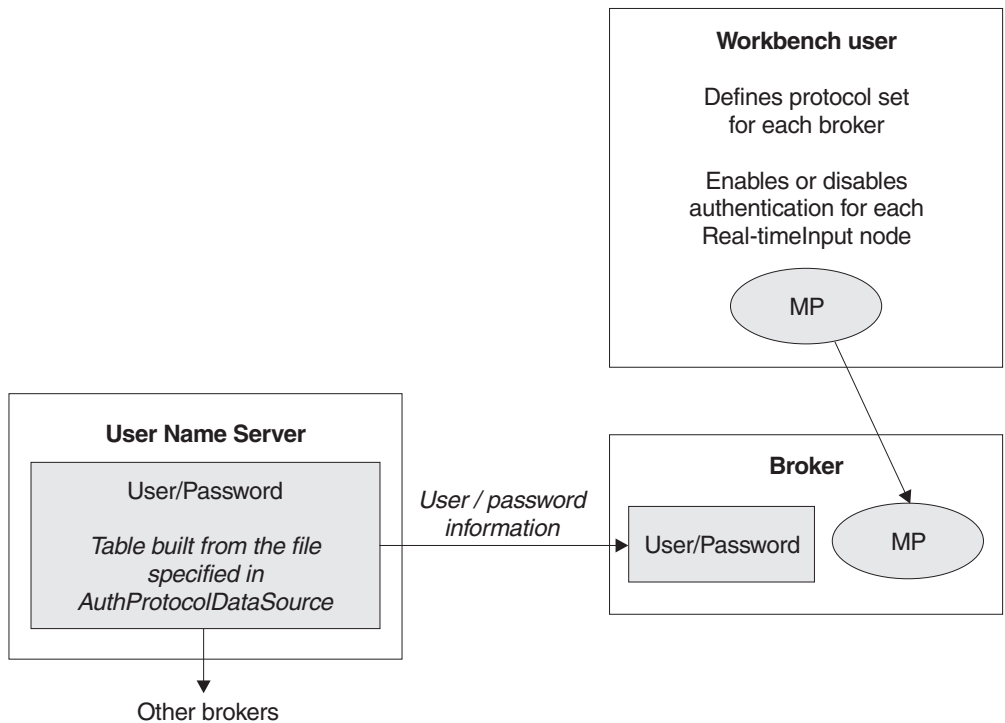 Workbench user
Defines protocol set
for each broker
Enables or disables
authentication for each
Real-timeInput node
MP
User Name Server
User/Password
Table built from the file
specified in
AuthProtocolDataSource
User / password
information
Broker
User/Password
MP
Other brokers